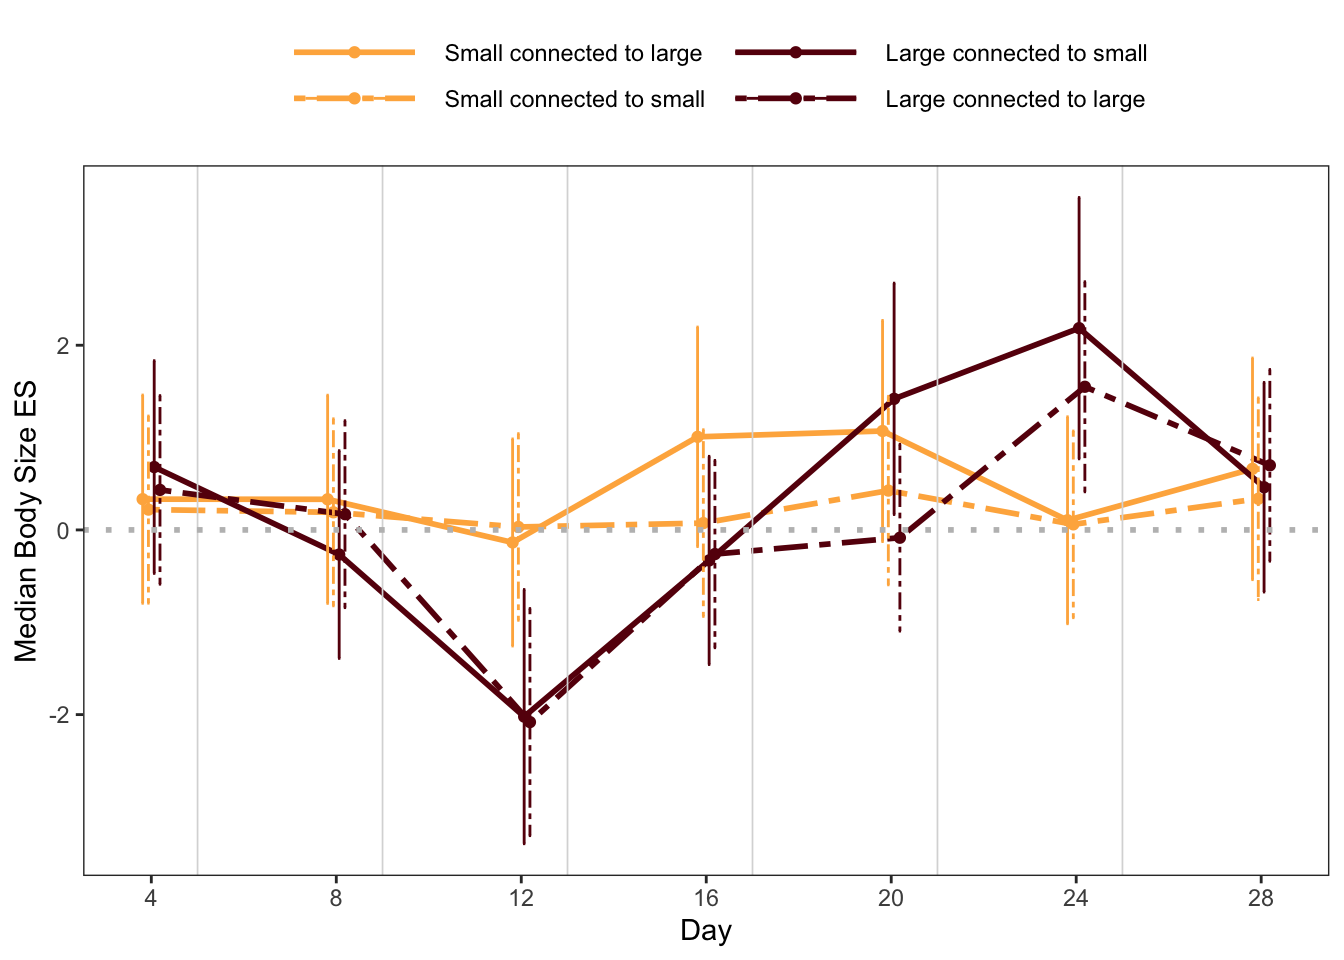 Small connected to large
Large connected to small
Small connected to small
Large connected to large
Median Body Size ES
2
0
-2
4 8 12 16 20 24 28
Day